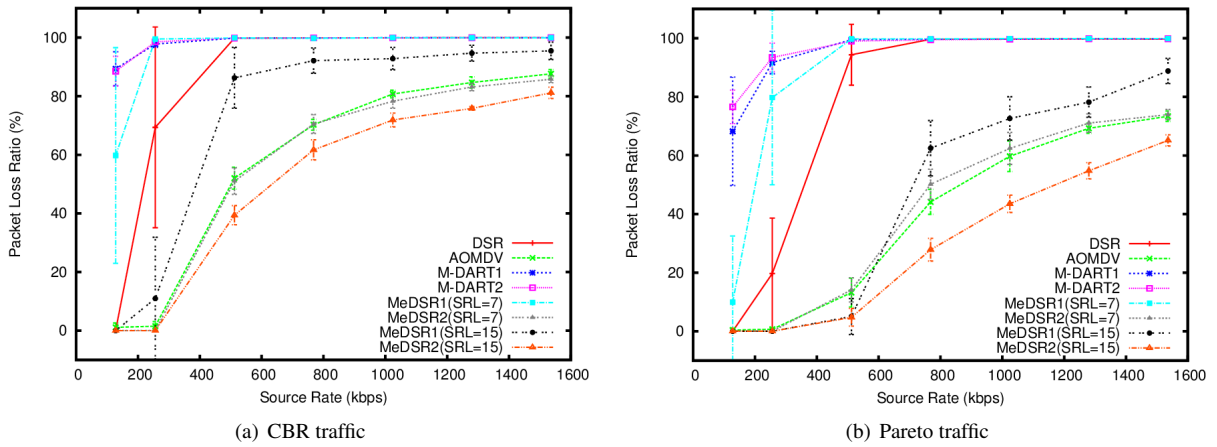 Packet Loss Ratio (%)
100
80
60
40
20
0
DSR
AOMDV
M-DART1
M-DART2
MeDSR1(SRL=7)
MeDSR2(SRL=7)
MeDSR1(SRL=15)
MeDSR2(SRL=15)
0 200 400 600 800 1000 1200 1400 1600
Source Rate (kbps)
(a) CBR traffic
Packet Loss Ratio (%)
100
80
60
40
20
0
DSR
AOMDV
M-DART1
M-DART2
MeDSR1(SRL=7)
MeDSR2(SRL=7)
MeDSR1(SRL=15)
MeDSR2(SRL=15)
0 200 400 600 800 1000 1200 1400 1600
Source Rate (kbps)
(b) Pareto traffic